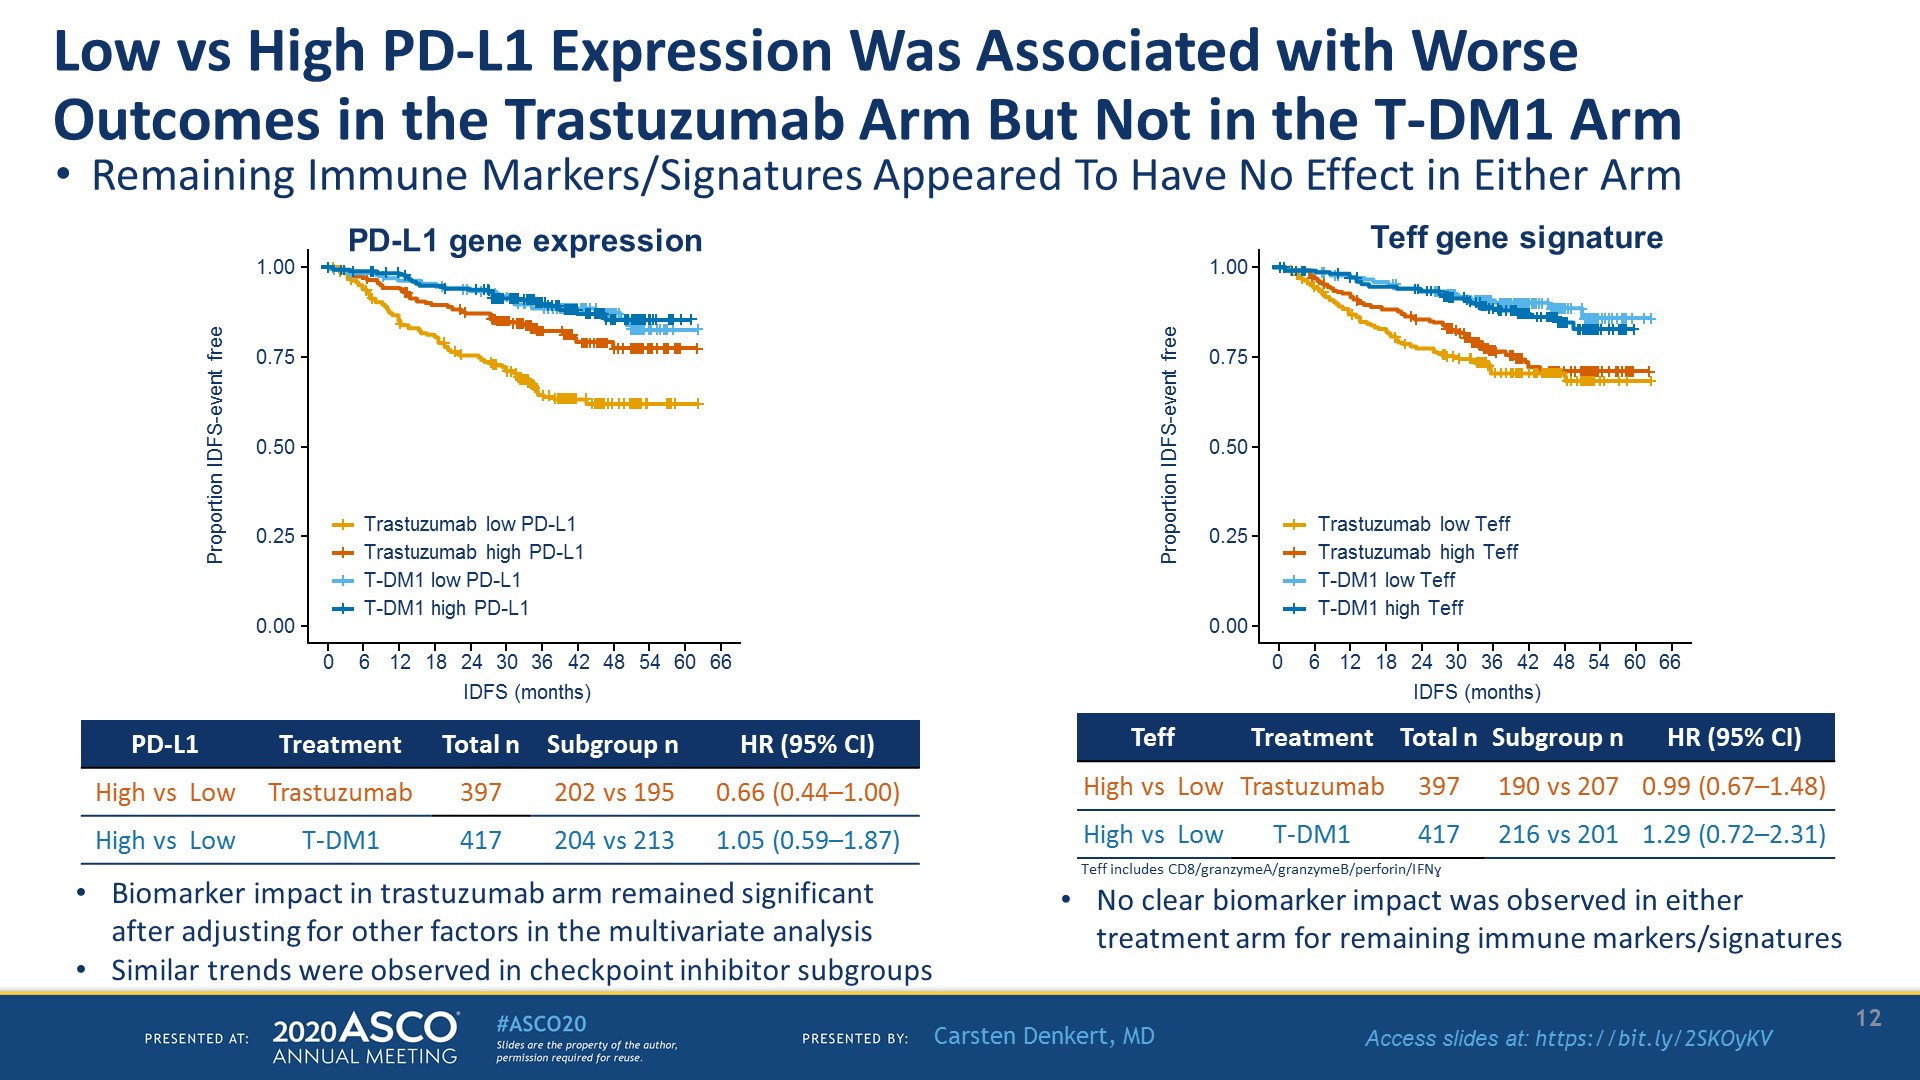 Low vs High PD-L1 Expression Was Associated with Worse
Outcomes in the Trastuzumab Arm But Not in the T-DM1 Arm
• Remaining Immune Markers/Signatures Appeared To Have No Effect in Either Arm
PD-L1 gene expression
Proportion IDFS-event free
1.00
0.75
0.50
0.25
0.00
Trastuzumab low PD-L1
Trastuzumab high PD-L1
T-DM1 low PD-L1
T-DM1 high PD-L1
0 6 12 18 24 30 36 42 48 54 60 66
IDFS (months)
PD-L1 Treatment Total n Subgroup n HR (95% CI)
High vs Low Trastuzumab 397 202 vs 195 0.66 (0.44–1.00)
High vs Low T-DM1 417 204 vs 213 1.05 (0.59–1.87)
• Biomarker impact in trastuzumab arm remained significant
after adjusting for other factors in the multivariate analysis
• Similar trends were observed in checkpoint inhibitor subgroups
Teff gene signature
Proportion IDFS-event free
1.00
0.75
0.50
0.25
0.00
Trastuzumab low Teff
Trastuzumab high Teff
T-DM1 low Teff
T-DM1 high Teff
0 6 12 18 24 30 36 42 48 54 60 66
IDFS (months)
Teff Treatment Total n Subgroup n HR (95% CI)
High vs Low Trastuzumab 397 190 vs 207 0.99 (0.67–1.48)
High vs Low T-DM1 417 216 vs 201 1.29 (0.72–2.31)
Teff includes CD8/granzymeA/granzymeB/perforin/IFNɣ
• No clear biomarker impact was observed in either
treatment arm for remaining immune markers/signatures
PRESENTED AT:
2020 ASCO®
ANNUAL MEETING
#ASCO20
Slides are the property of the author,
permission required for reuse.
PRESENTED BY:
Carsten Denkert, MD
Access slides at: https://bit.ly/2SKOyKV
12